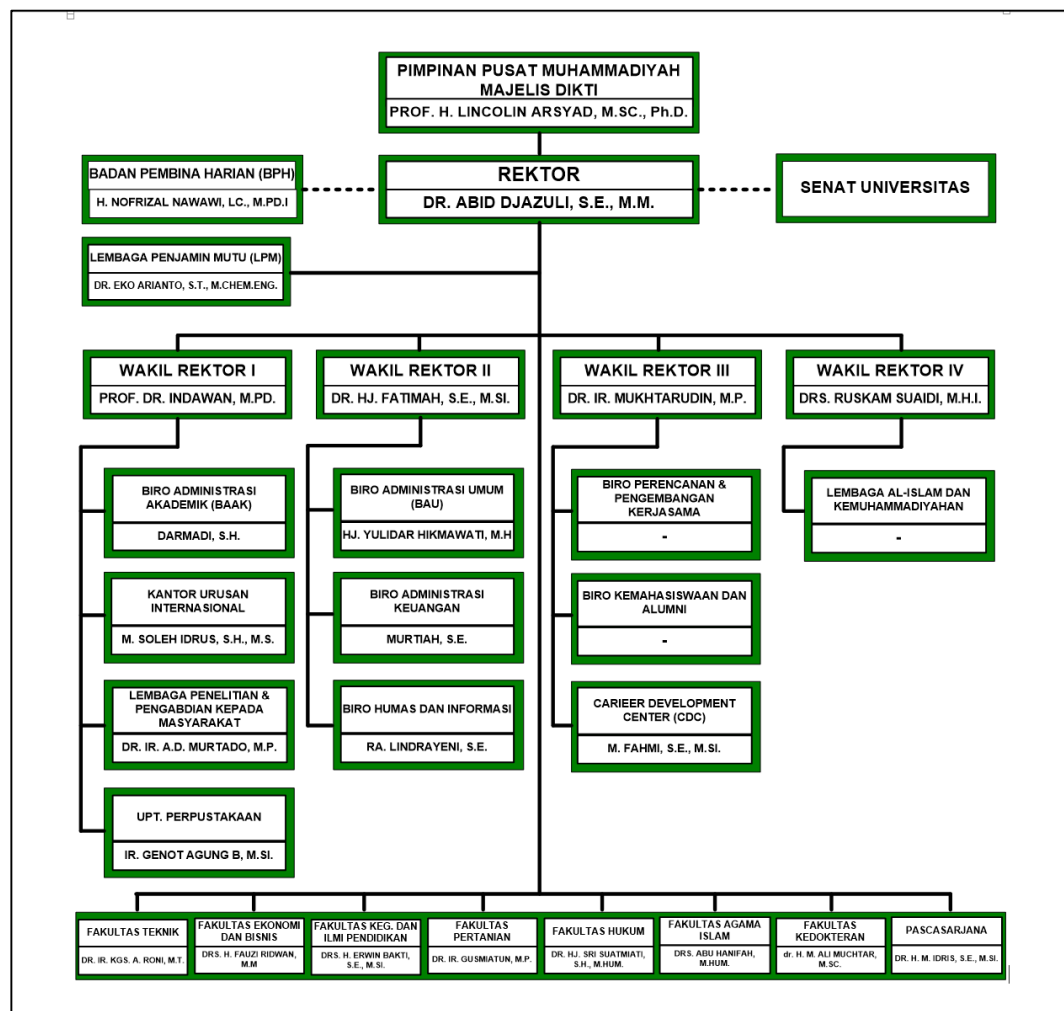 PIMPINAN PUSAT MUHAMMADIYAH
MAJELIS DIKTI
PROF. H. LINCOLIN ARSYAD, M.SC., Ph.D.
BADAN PEMBINA HARIAN (BPH)
H. NOFRIZAL NAWAWI, LC., M.PD.I
REKTOR
DR. ABID DJAZULI, S.E., M.M.
SENAT UNIVERSITAS
LEMBAGA PENJAMIN MUTU (LPM)
DR. EKO ARIANTO, S.T., M.CHEM.ENG.
WAKIL REKTOR I
PROF. DR. INDAWAN, M.PD.
WAKIL REKTOR II
DR. HJ. FATIMAH, S.E., M.SI.
WAKIL REKTOR III
DR. IR. MUKHTARUDIN, M.P.
WAKIL REKTOR IV
DRS. RUSKAM SUAIDI, M.H.I.
BIRO ADMINISTRASI
AKADEMIK (BAAK)
DARMADI, S.H.
KANTOR URUSAN
INTERNASIONAL
M. SOLEH IDRUS, S.H., M.S.
LEMBAGA PENELITIAN &
PENGABDIAN KEPADA
MASYARAKAT
DR. IR. A.D. MURTADO, M.P.
UPT. PERPUSTAKAAN
IR. GENOT AGUNG B, M.SI.
BIRO ADMINISTRASI UMUM
(BAU)
HJ. YULIDAR HIKMAWATI, M.H
BIRO ADMINISTRASI
KEUANGAN
MURTIAH, S.E.
BIRO HUMAS DAN INFORMASI
RA. LINDRAYENI, S.E.
BIRO PERENCANAN &
PENGEMBANGAN
KERJASAMA
-
BIRO KEMAHASISWAAN DAN
ALUMNI
-
CARIEER DEVELOPMENT
CENTER (CDC)
M. FAHMI, S.E., M.SI.
LEMBAGA AL-ISLAM DAN
KEMUHAMMADIYAHAN
-
FAKULTAS TEKNIK
DR. IR. KGS. A. RONI, M.T.
FAKULTAS EKONOMI
DAN BISNIS
DRS. H. FAUZI RIDWAN,
M.M
FAKULTAS KEG. DAN
ILMU PENDIDIKAN
DRS. H. ERWIN BAKTI,
S.E., M.SI.
FAKULTAS
PERTANIAN
DR. IR. GUSMIATUN, M.P.
FAKULTAS HUKUM
DR. HJ. SRI SUATMIATI,
S.H., M.HUM.
FAKULTAS AGAMA
ISLAM
DRS. ABU HANIFAH,
M.HUM.
FAKULTAS
KEDOKTERAN
dr. H. M. ALI MUCHTAR,
M.SC.
PASCASARJANA
DR. H. M. IDRIS, S.E., M.SI.